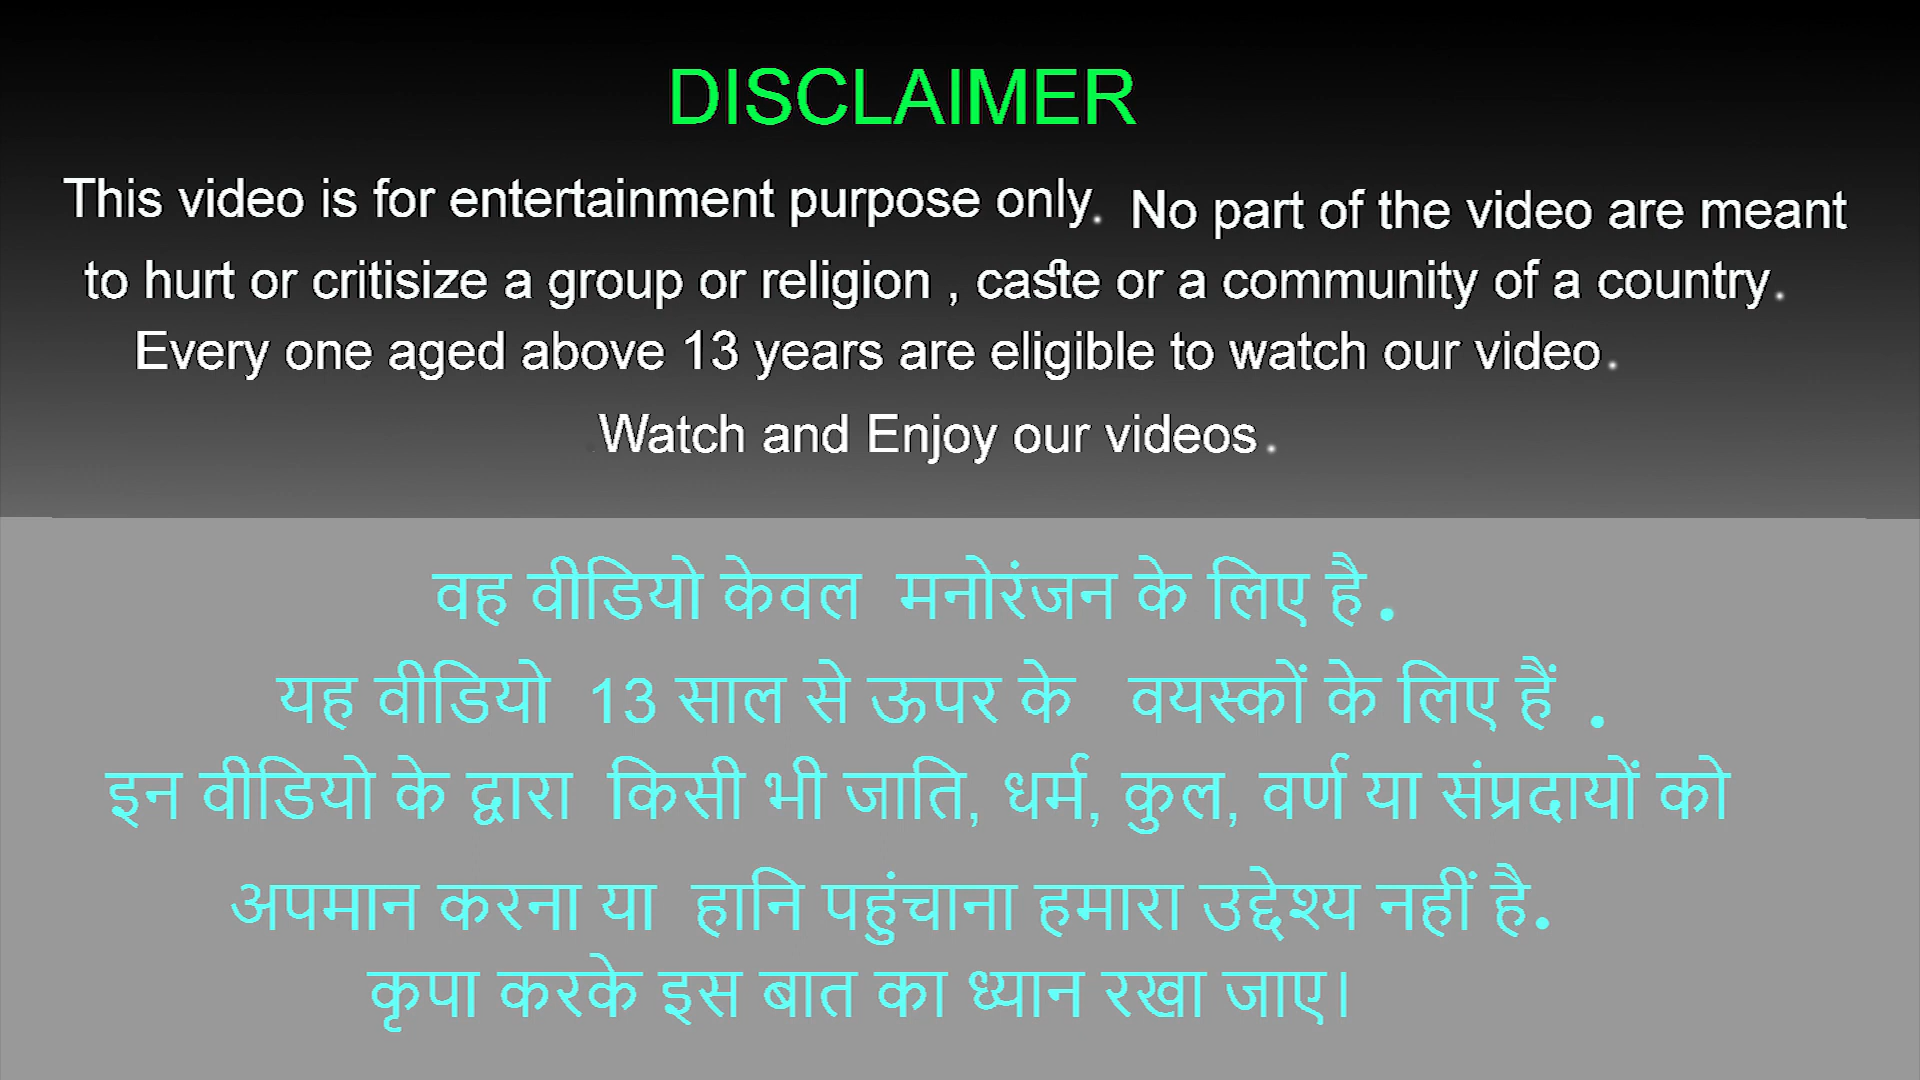 DISCLAIMER
This video is for entertainment purpose only. No part of the video are meant
to hurt or critisize a group or religion , caste or a community of a country.
Every one aged above 13 years are eligible to watch our video.
Watch and Enjoy our videos.
वह वीडियो केवल मनोरंजन के लिए है.
यह वीडियो 13 साल से ऊपर के वयस्कों के लिए हैं .
इन वीडियो के द्वारा किसी भी जाति, धर्म, कुल, वर्ण या संप्रदायों को
अपमान करना या हानि पहुंचाना हमारा उद्देश्य नहीं है.
कृपा करके इस बात का ध्यान रखा जाए।